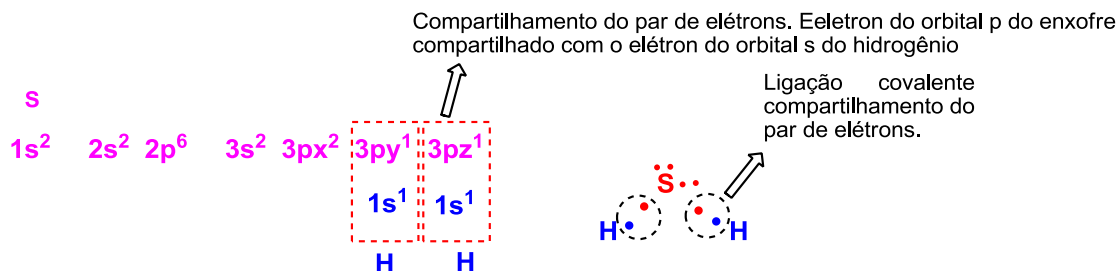 Compartilhamento do par de elétrons. Eeletron do orbital p do enxofre
compartilhado com o elétron do orbital s do hidrogênio
Ligação covalente
compartilhamento do
par de elétrons.
S
1s² 2s² 2p⁶ 3s² 3px² 3py¹ 3pz¹
1s¹ 1s¹
H H
S
H H